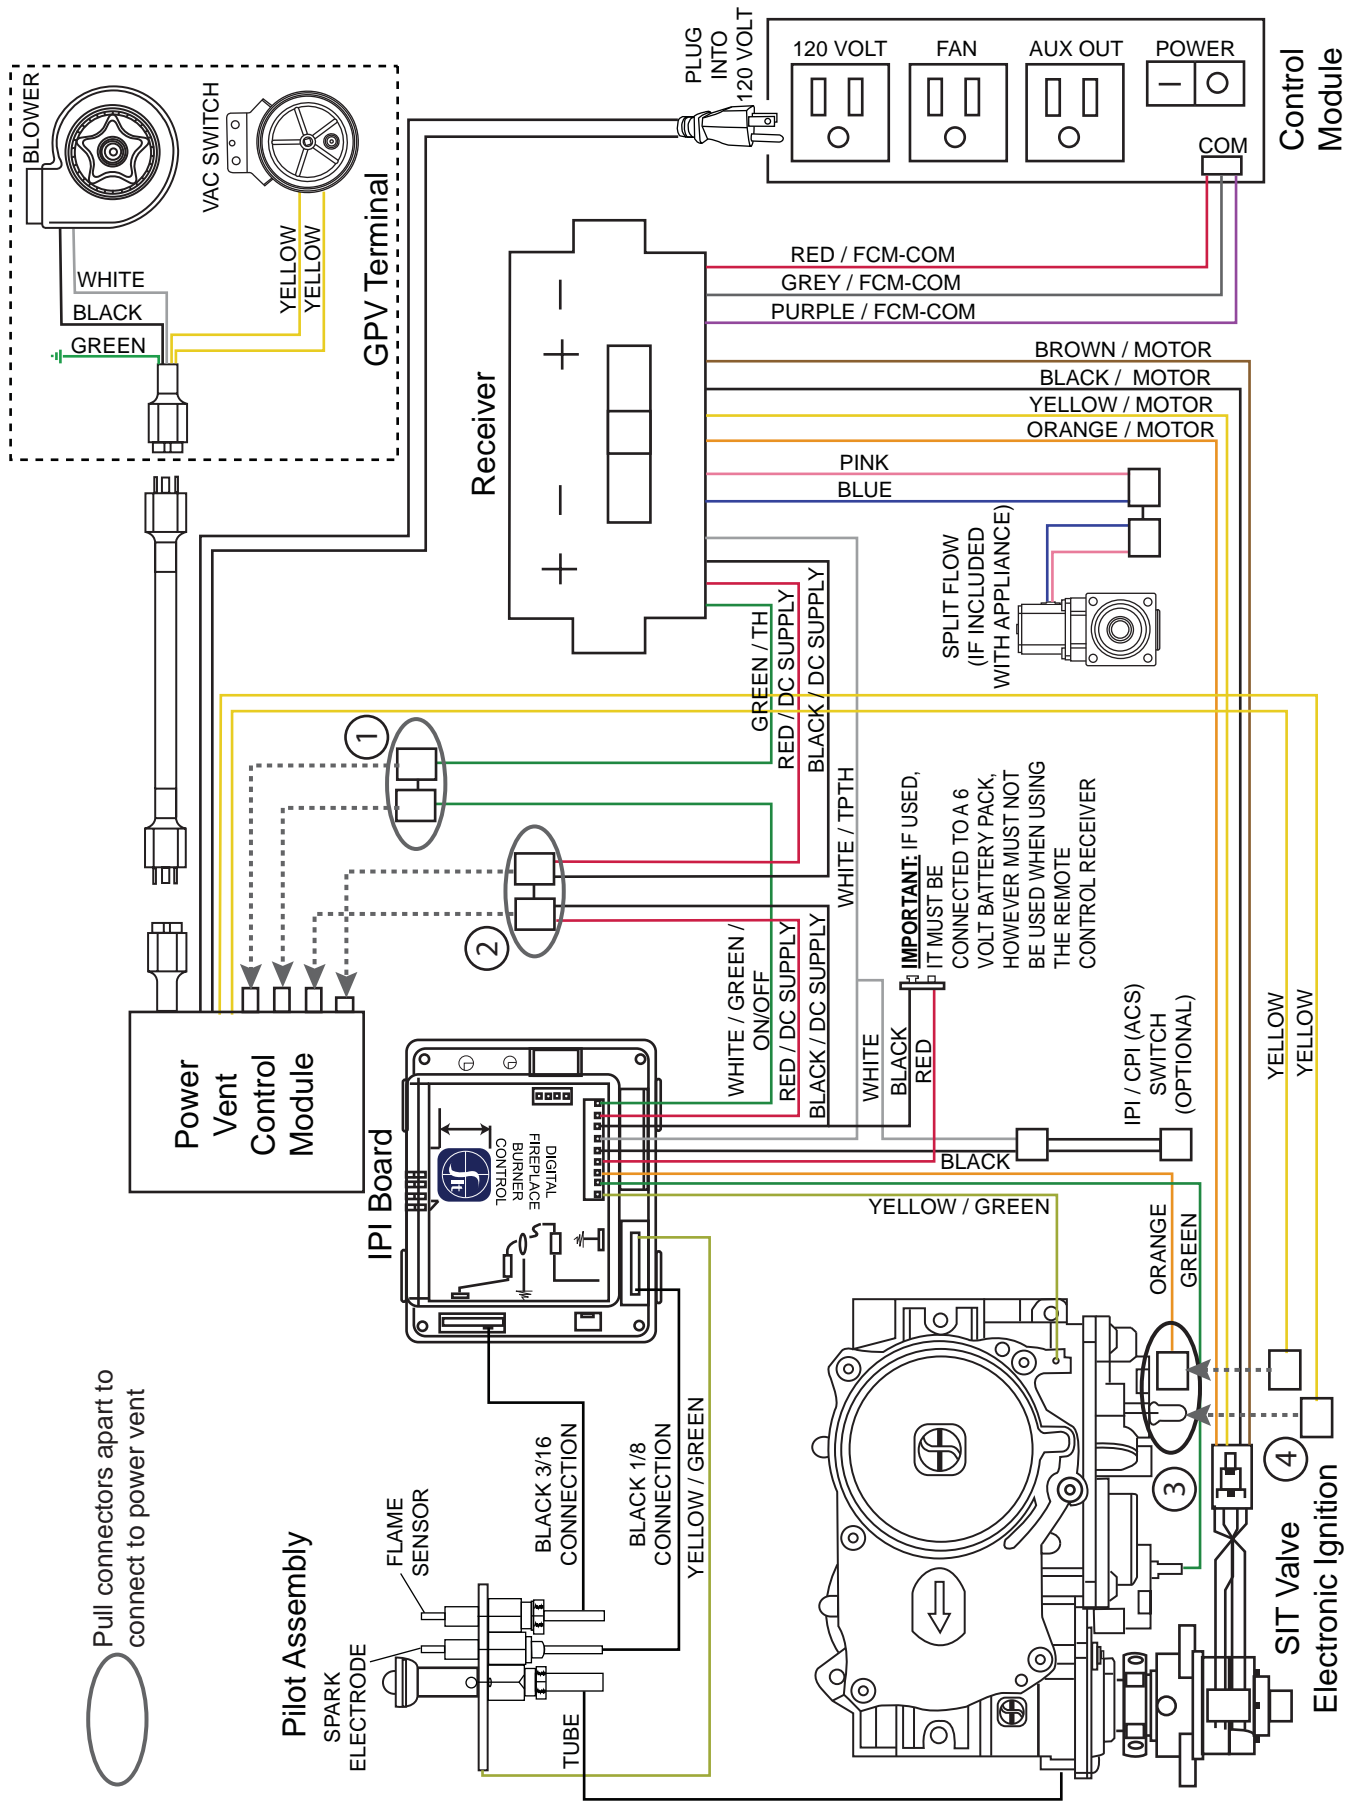 BLOWER
VAC SWITCH
WHITE
BLACK
GREEN
YELLOW
YELLOW
GPV Terminal
PLUG
INTO
120 VOLT
120 VOLT
FAN
AUX OUT
POWER
COM
Control
Module
Receiver
RED / FCM-COM
GREY / FCM-COM
PURPLE / FCM-COM
BROWN / MOTOR
BLACK / MOTOR
YELLOW / MOTOR
ORANGE / MOTOR
PINK
BLUE
SPLIT FLOW
(IF INCLUDED
WITH APPLIANCE)
GREEN / TH
RED / DC SUPPLY
BLACK / DC SUPPLY
WHITE / TPTH
1
2
Power
Vent
Control
Module
WHITE / GREEN /
ON/OFF
RED / DC SUPPLY
BLACK / DC SUPPLY
IMPORTANT: IF USED,
IT MUST BE
CONNECTED TO A 6
VOLT BATTERY PACK,
HOWEVER MUST NOT
BE USED WHEN USING
THE REMOTE
CONTROL RECEIVER
WHITE
BLACK
RED
IPI / CPI (ACS)
SWITCH
(OPTIONAL)
YELLOW
YELLOW
IPI Board
DIGITAL
FIREPLACE
BURNER
CONTROL
Sit
BLACK
YELLOW / GREEN
ORANGE
GREEN
Pull connectors apart to
connect to power vent
Pilot Assembly
FLAME
SENSOR
SPARK
ELECTRODE
TUBE
BLACK 3/16
CONNECTION
BLACK 1/8
CONNECTION
YELLOW / GREEN
3
4
SIT Valve
Electronic Ignition